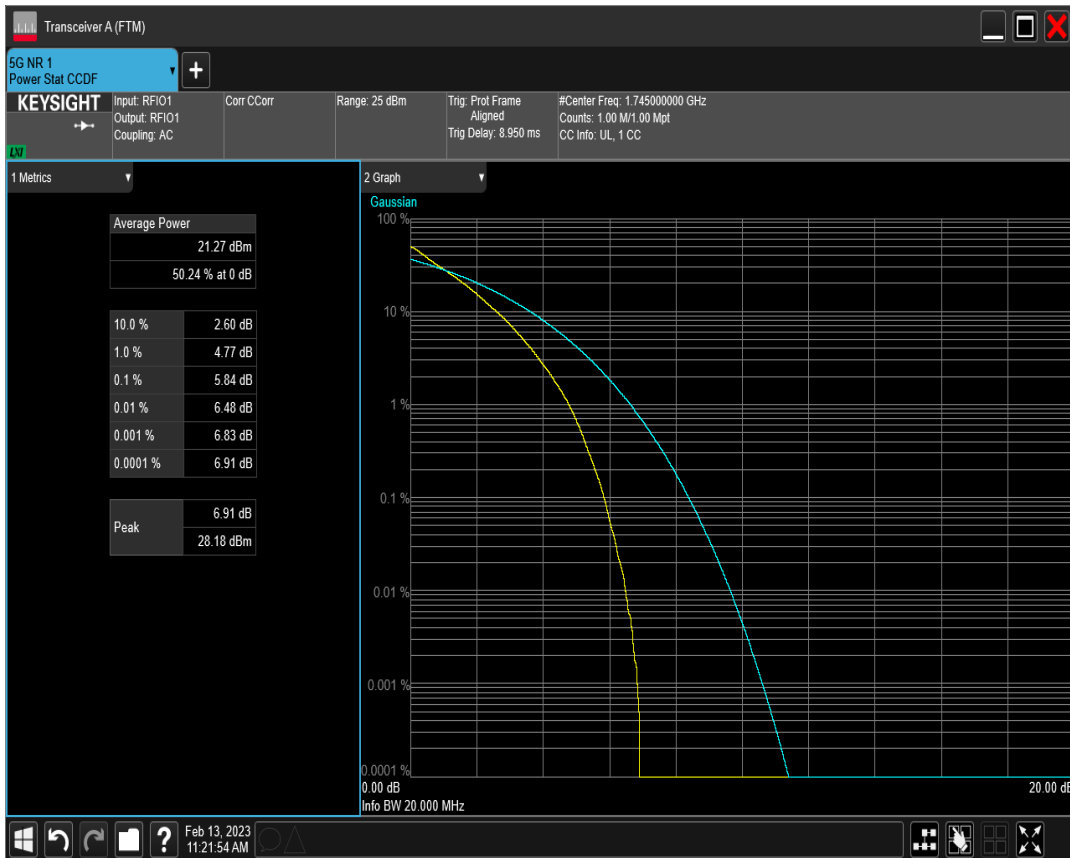 Transceiver A (FTM)
5G NR 1
Power Stat CCDF
+
KEYSIGHT
LXI
Input: RFIO1
Output: RFIO1
Coupling: AC
Corr CCorr
Range: 25 dBm
Trig: Prot Frame
Aligned
Trig Delay: 8.950 ms
#Center Freq: 1.745000000 GHz
Counts: 1.00 M/1.00 Mpt
CC Info: UL, 1 CC
1 Metrics
Average Power
21.27 dBm
50.24 % at 0 dB
10.0 % 2.60 dB
1.0 % 4.77 dB
0.1 % 5.84 dB
0.01 % 6.48 dB
0.001 % 6.83 dB
0.0001 % 6.91 dB
Peak 6.91 dB
28.18 dBm
2 Graph
Gaussian
100 %
10 %
1 %
0.1 %
0.01 %
0.001 %
0.0001 %
0.00 dB 20.00 dB
Info BW 20.000 MHz
? Feb 13, 2023
11:21:54 AM